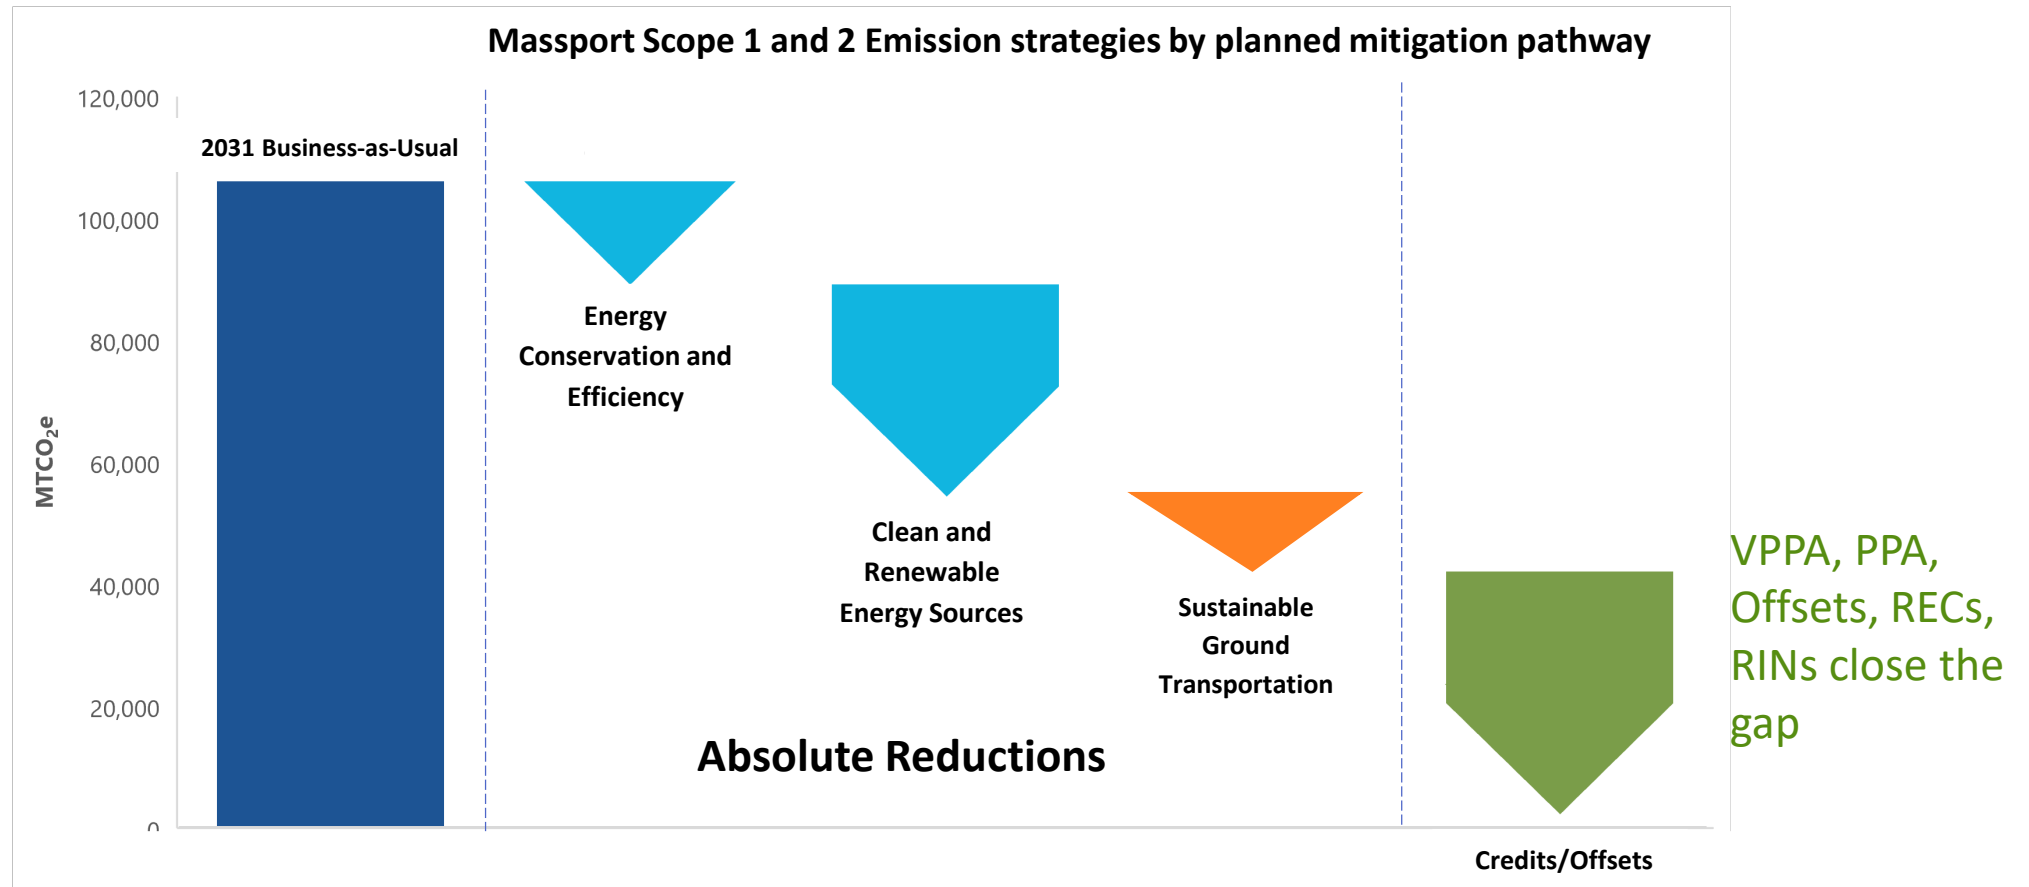 Massport Scope 1 and 2 Emission strategies by planned mitigation pathway
120,000
100,000
80,000
60,000
40,000
20,000
0
MTCO₂e
2031 Business-as-Usual
Energy
Conservation and
Efficiency
Clean and
Renewable
Energy Sources
Sustainable
Ground
Transportation
Absolute Reductions
Credits/Offsets
VPPA, PPA,
Offsets, RECs,
RINs close the
gap